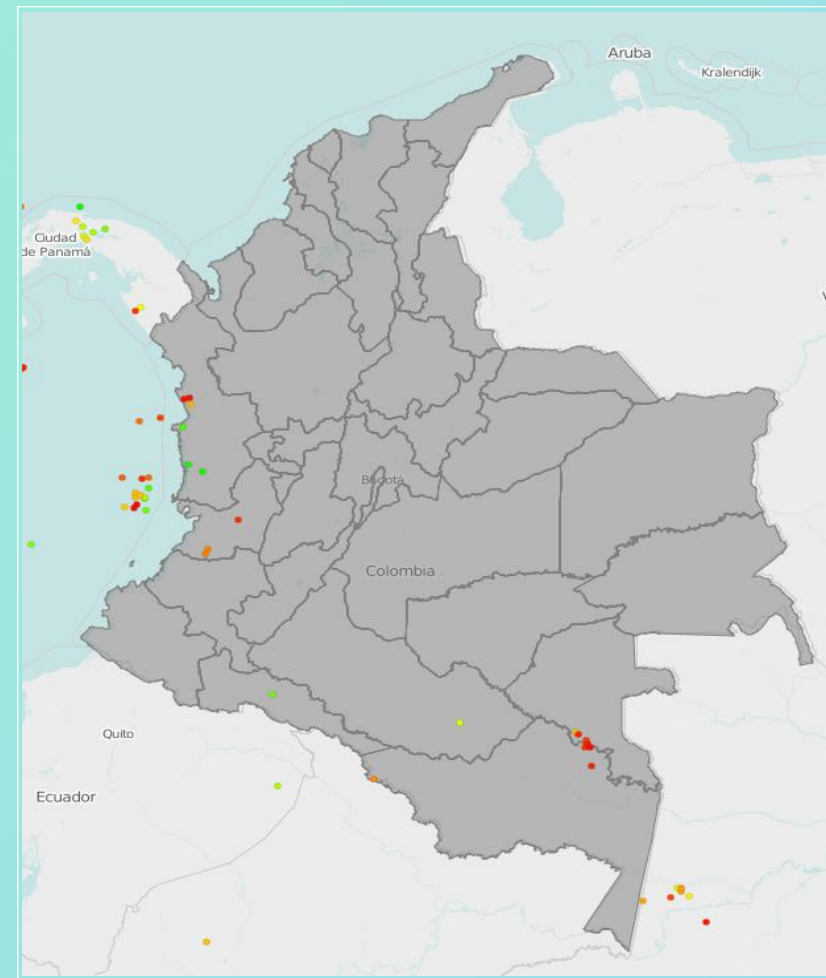 Aruba
Kralendijk
Ciudad
de Panamá
Bogotá
Colombia
Quito
Ecuador